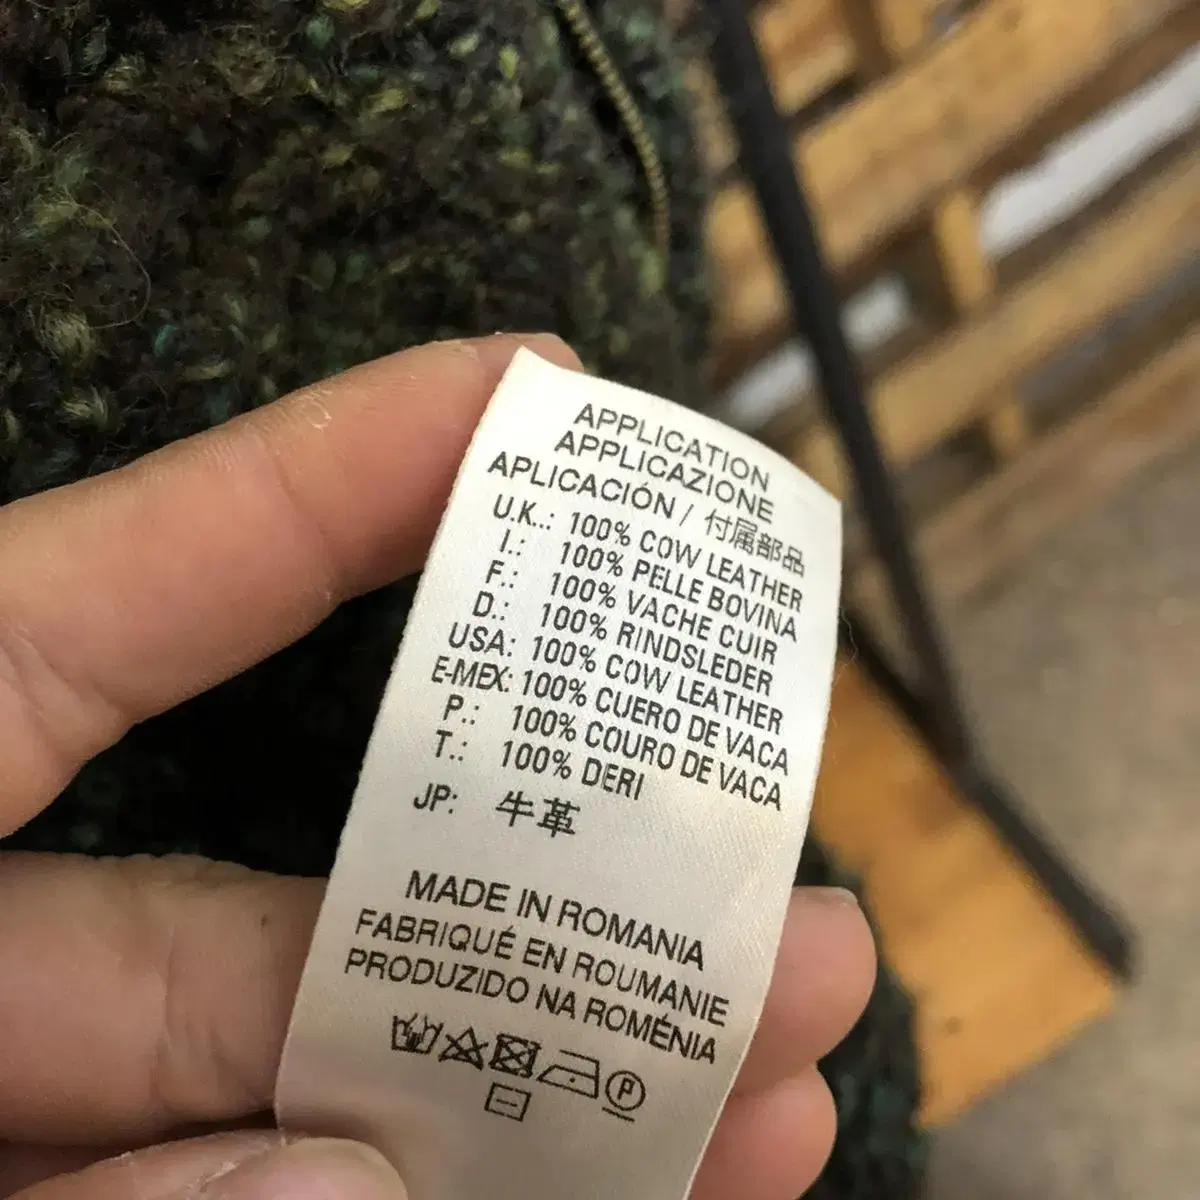 APPLICATION
APPLICAZIONE
APLICACIÓN / 付属部品
U.K..: 100% COW LEATHER
I.: 100% PELLE BOVINA
F.: 100% VACHE CUIR
D.: 100% RINDSLEDER
USA: 100% COW LEATHER
E-MEX: 100% CUERO DE VACA
P.: 100% COURO DE VACA
T.: 100% DERI
JP: 牛革
MADE IN ROMANIA
FABRIQUÉ EN ROUMANIE
PRODUZIDO NA ROMÉNIA
P